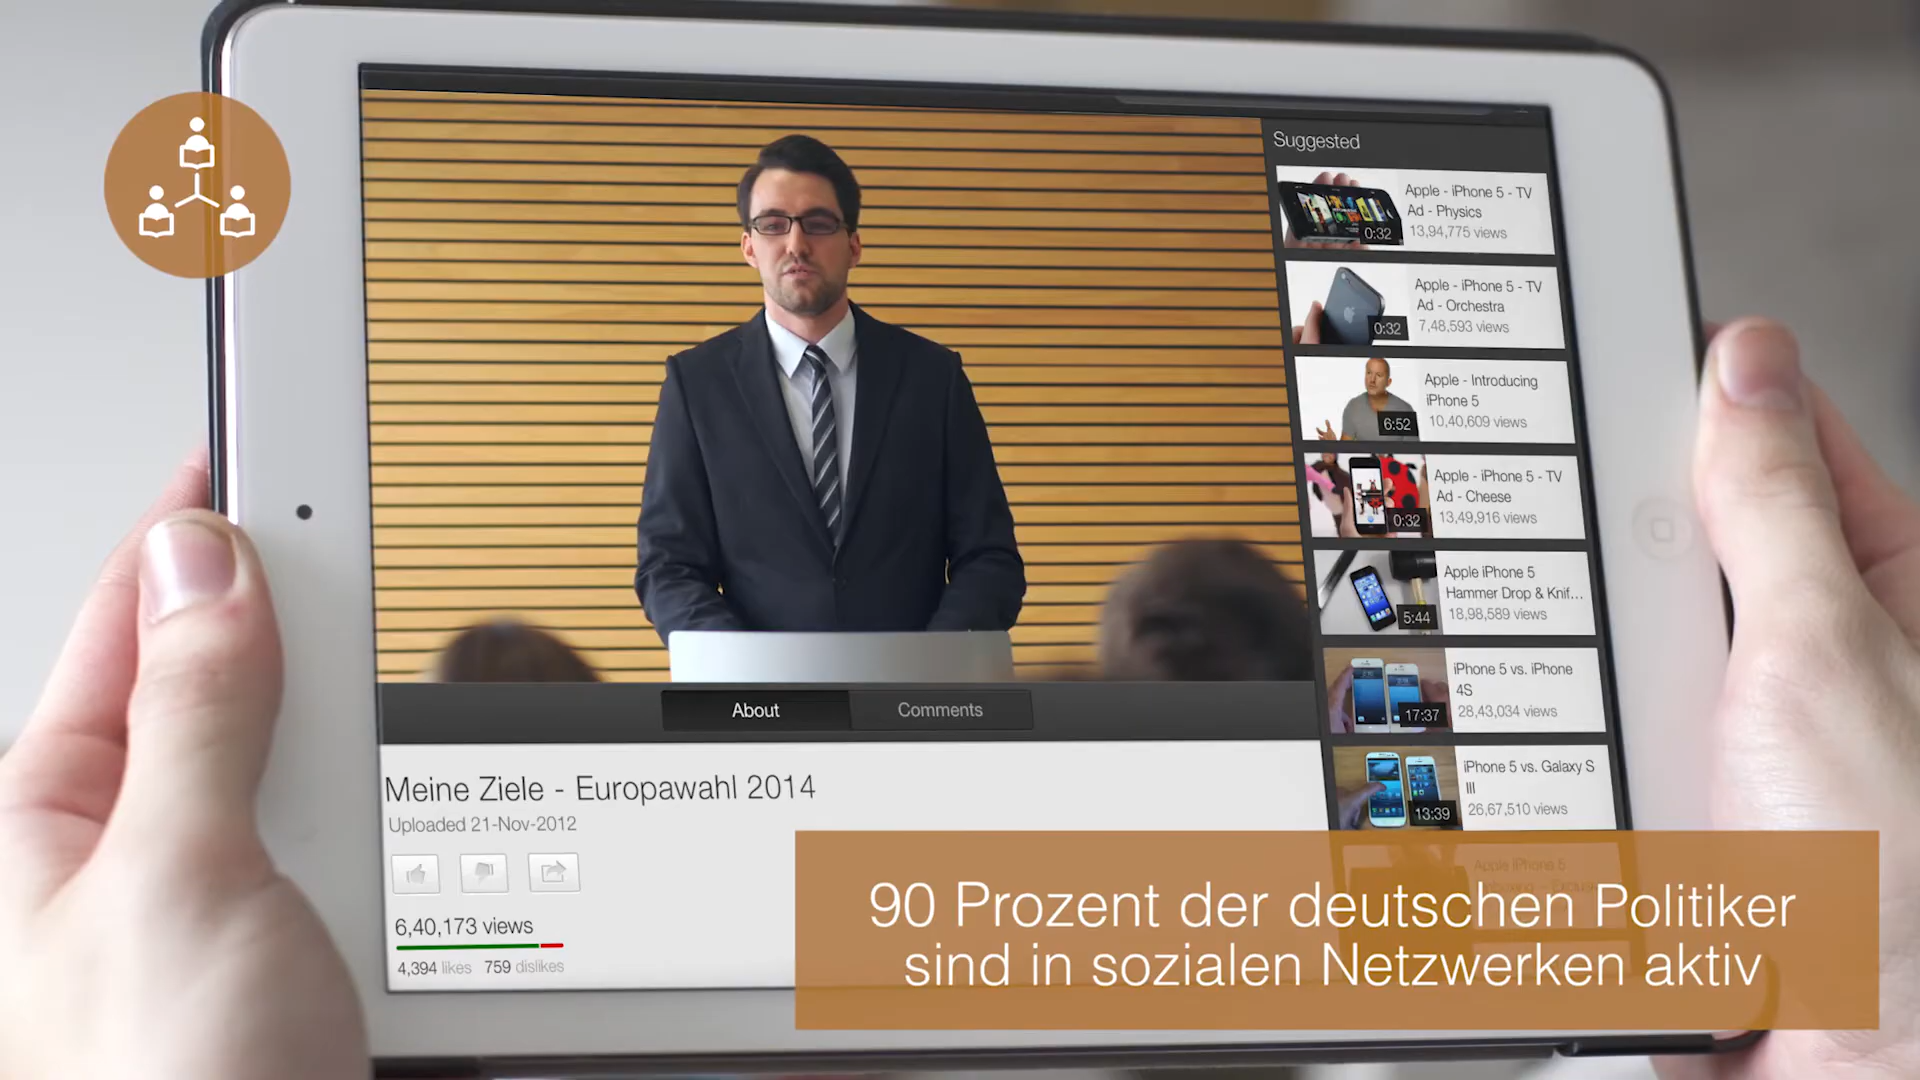 Suggested
Apple - iPhone 5 - TV
Ad - Physics
13,94,775 views
0:32
Apple - iPhone 5 - TV
Ad - Orchestra
7,48,593 views
0:32
Apple - Introducing
iPhone 5
10,40,609 views
6:52
Apple - iPhone 5 - TV
Ad - Cheese
13,49,916 views
0:32
Apple iPhone 5
Hammer Drop & Knif...
18,98,589 views
5:44
iPhone 5 vs. iPhone
4S
28,43,034 views
17:37
iPhone 5 vs. Galaxy S
III
26,67,510 views
13:39
Apple iPhone 5
About
Comments
Meine Ziele - Europawahl 2014
Uploaded 21-Nov-2012
6,40,173 views
4,394 likes 759 dislikes
90 Prozent der deutschen Politiker
sind in sozialen Netzwerken aktiv